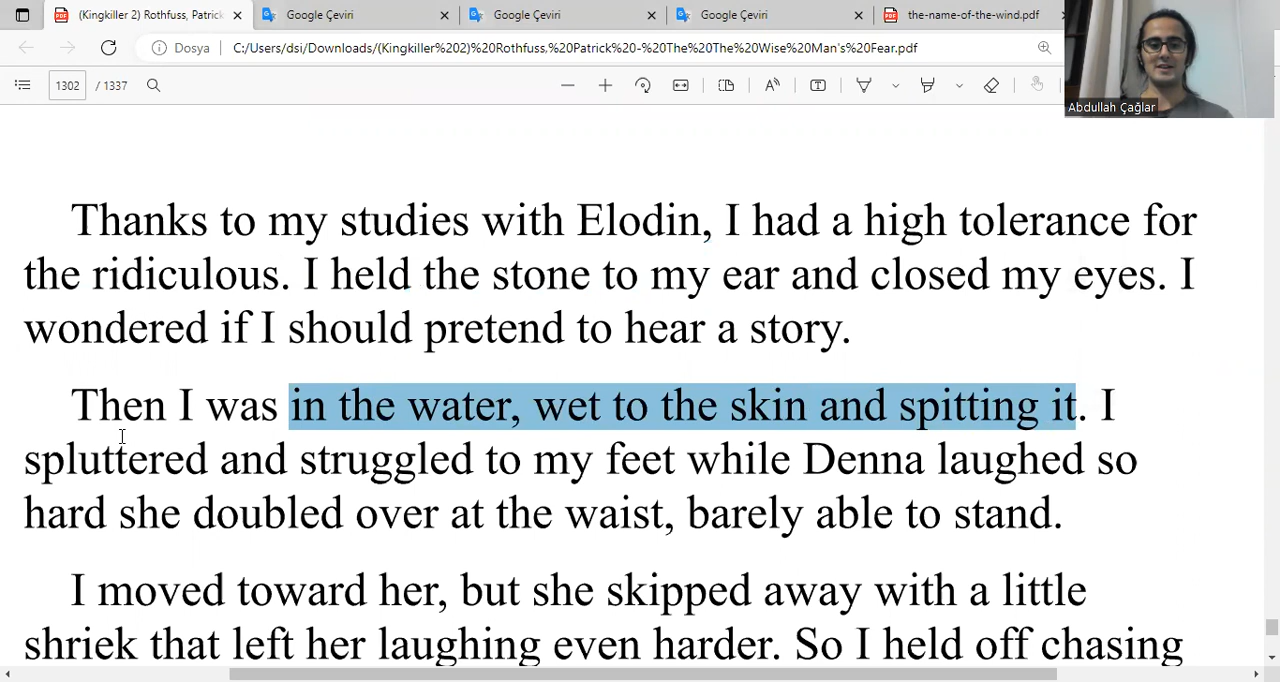 (Kingkiller 2) Rothfuss, Patrick
Google Çeviri
Google Çeviri
Google Çeviri
the-name-of-the-wind.pdf
Dosya
C:/Users/dsi/Downloads/(Kingkiller%202)%20Rothfuss,%20Patrick%20-%20The%20The%20Wise%20Man's%20Fear.pdf
1302 / 1337
Abdullah Çağlar
Thanks to my studies with Elodin, I had a high tolerance for
the ridiculous. I held the stone to my ear and closed my eyes. I
wondered if I should pretend to hear a story.
Then I was in the water, wet to the skin and spitting it. I
spluttered and struggled to my feet while Denna laughed so
hard she doubled over at the waist, barely able to stand.
I moved toward her, but she skipped away with a little
shriek that left her laughing even harder. So I held off chasing